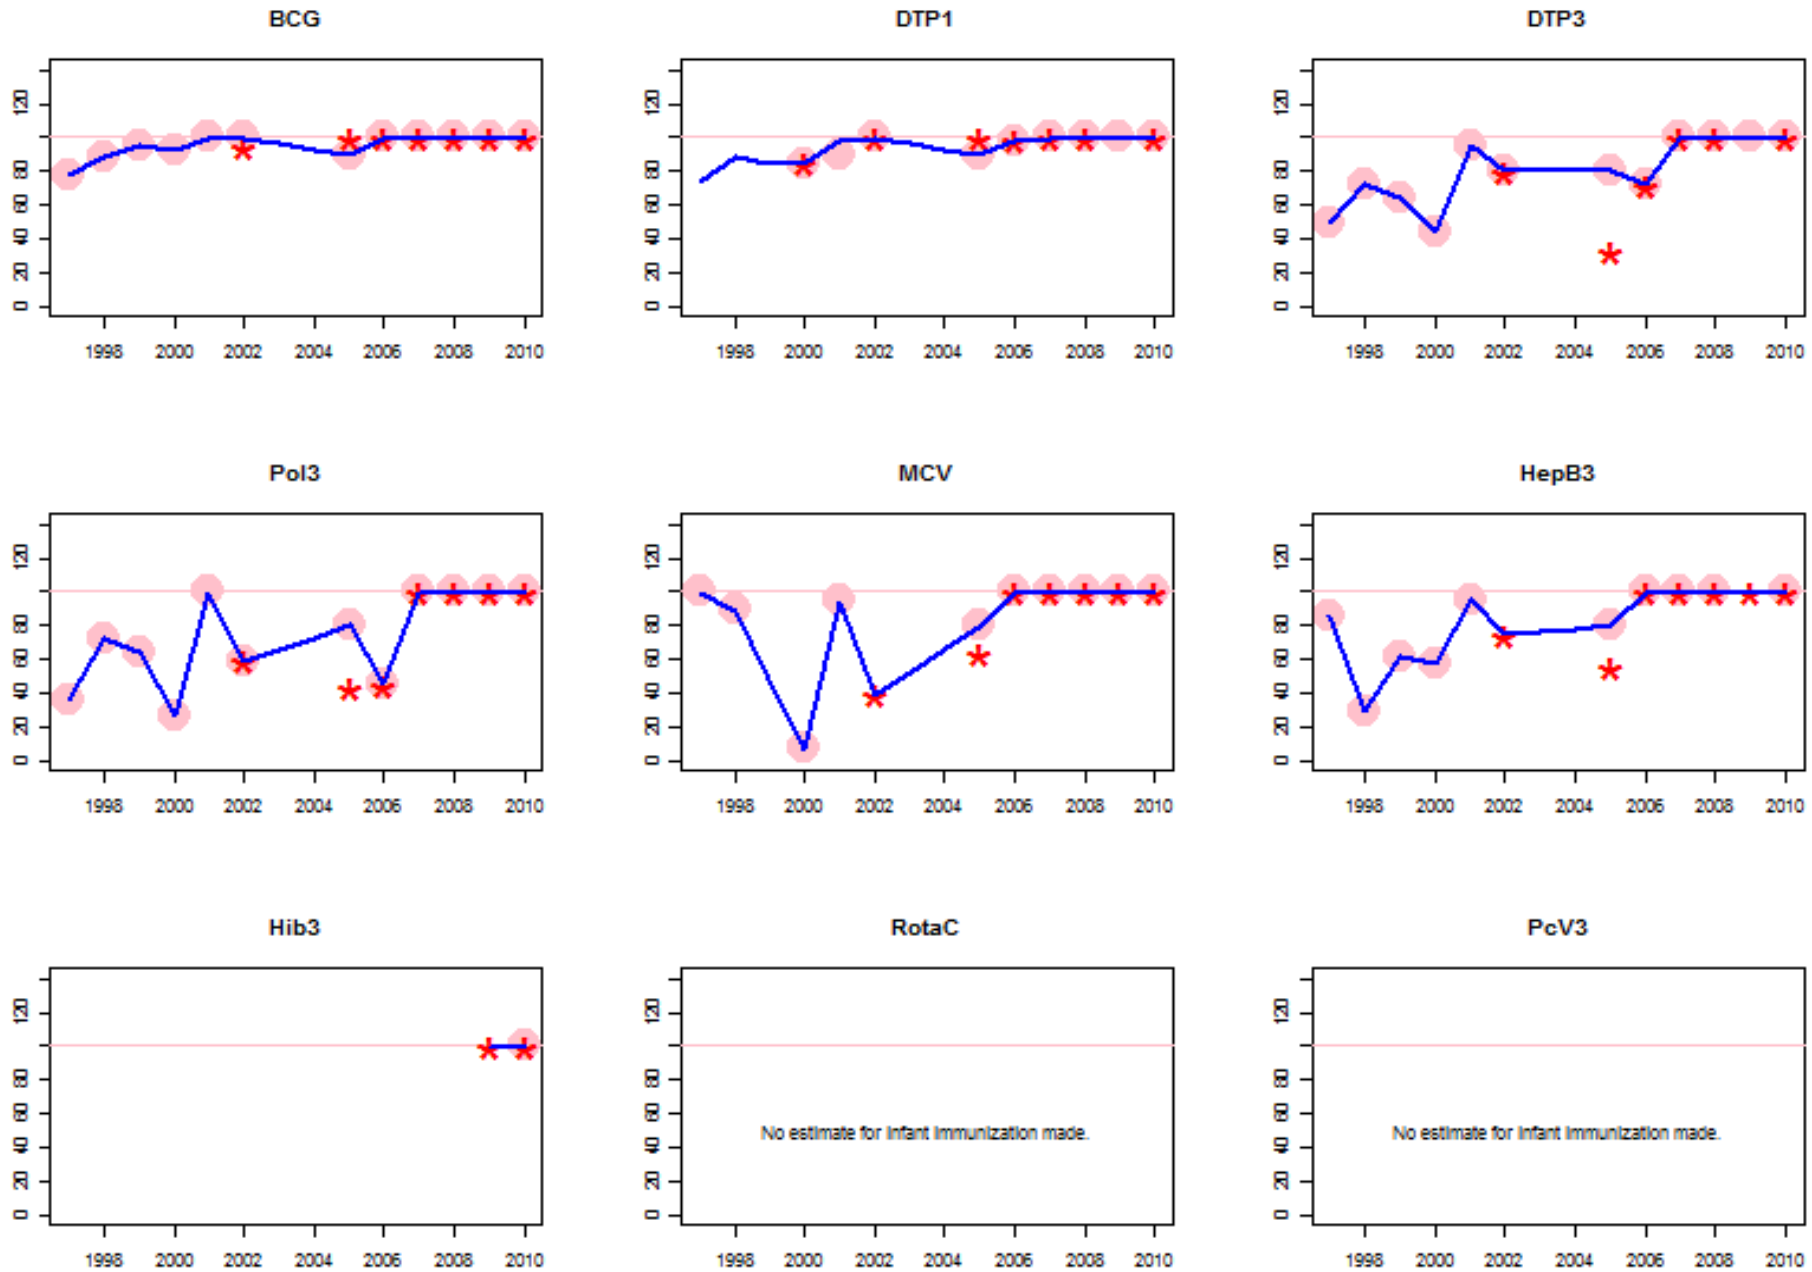 BCG DTP1 DTP3
120 120 120
80 80 80
60 60 60
40 40 40
20 20 20
0 0 0
1998 2000 2002 2004 2006 2008 2010 1998 2000 2002 2004 2006 2008 2010 1998 2000 2002 2004 2006 2008 2010
Pol3 MCV HepB3
120 120 120
80 80 80
60 60 60
40 40 40
20 20 20
0 0 0
1998 2000 2002 2004 2006 2008 2010 1998 2000 2002 2004 2006 2008 2010 1998 2000 2002 2004 2006 2008 2010
Hib3 RotaC PcV3
120 120 120
80 80 80
60 60 60
No estimate for infant immunization made. No estimate for infant immunization made.
40 40 40
20 20 20
0 0 0
1998 2000 2002 2004 2006 2008 2010 1998 2000 2002 2004 2006 2008 2010 1998 2000 2002 2004 2006 2008 2010